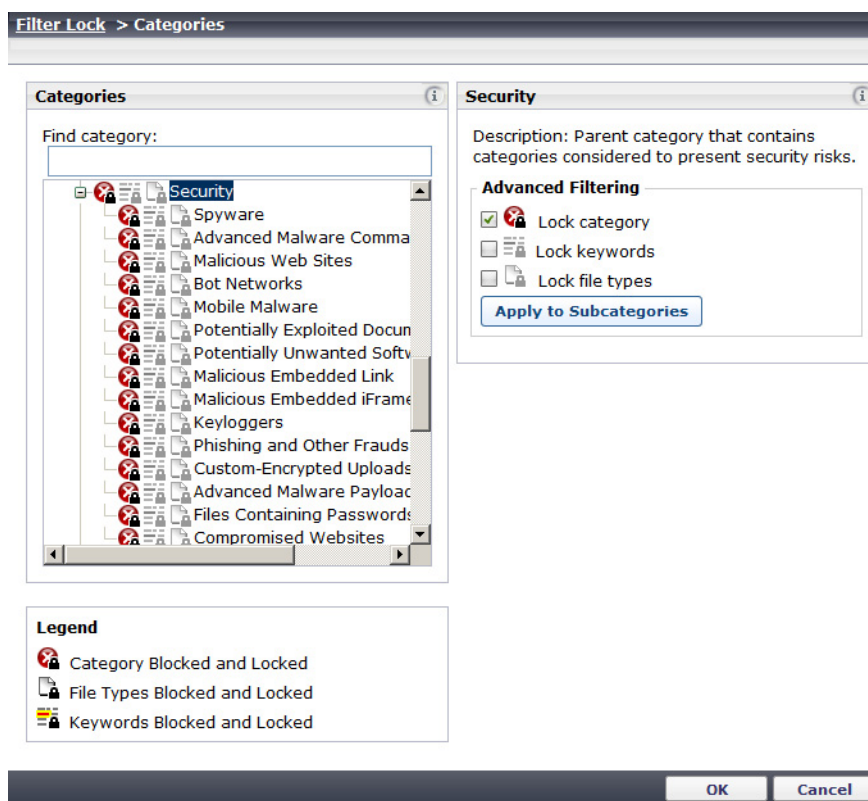 Filter Lock > Categories
Categories
Find category:
Security
Spyware
Advanced Malware Comma
Malicious Web Sites
Bot Networks
Mobile Malware
Potentially Exploited Docum
Potentially Unwanted Softw
Malicious Embedded Link
Malicious Embedded iFrame
Keyloggers
Phishing and Other Frauds
Custom-Encrypted Uploads
Advanced Malware Payload
Files Containing Passwords
Compromised Websites
Legend
Category Blocked and Locked
File Types Blocked and Locked
Keywords Blocked and Locked
Security
Description: Parent category that contains
categories considered to present security risks.
Advanced Filtering
Lock category
Lock keywords
Lock file types
Apply to Subcategories
OK
Cancel